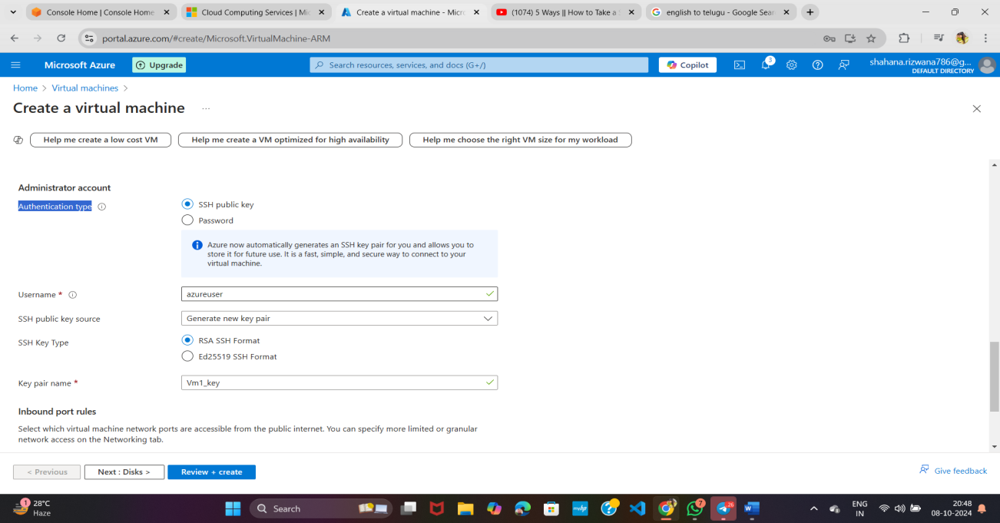 Console Home | Console Home
Cloud Computing Services | Mic
Create a virtual machine - Micro
(1074) 5 Ways || How to Take a
english to telugu - Google Sear
portal.azure.com/#create/Microsoft.VirtualMachine-ARM
Microsoft Azure
Upgrade
Search resources, services, and docs (G+/)
Copilot
3
shahana.rizwana786@g...
DEFAULT DIRECTORY
Home > Virtual machines >
Create a virtual machine ...
Help me create a low cost VM
Help me create a VM optimized for high availability
Help me choose the right VM size for my workload
Administrator account
Authentication type
SSH public key
Password
Azure now automatically generates an SSH key pair for you and allows you to
store it for future use. It is a fast, simple, and secure way to connect to your
virtual machine.
Username *
azureuser
SSH public key source
Generate new key pair
SSH Key Type
RSA SSH Format
Ed25519 SSH Format
Key pair name *
Vm1_key
Inbound port rules
Select which virtual machine network ports are accessible from the public internet. You can specify more limited or granular
network access on the Networking tab.
< Previous
Next : Disks >
Review + create
Give feedback
1
28°C
Haze
Search
myhp
7
26
W
ENG
IN
20:48
08-10-2024